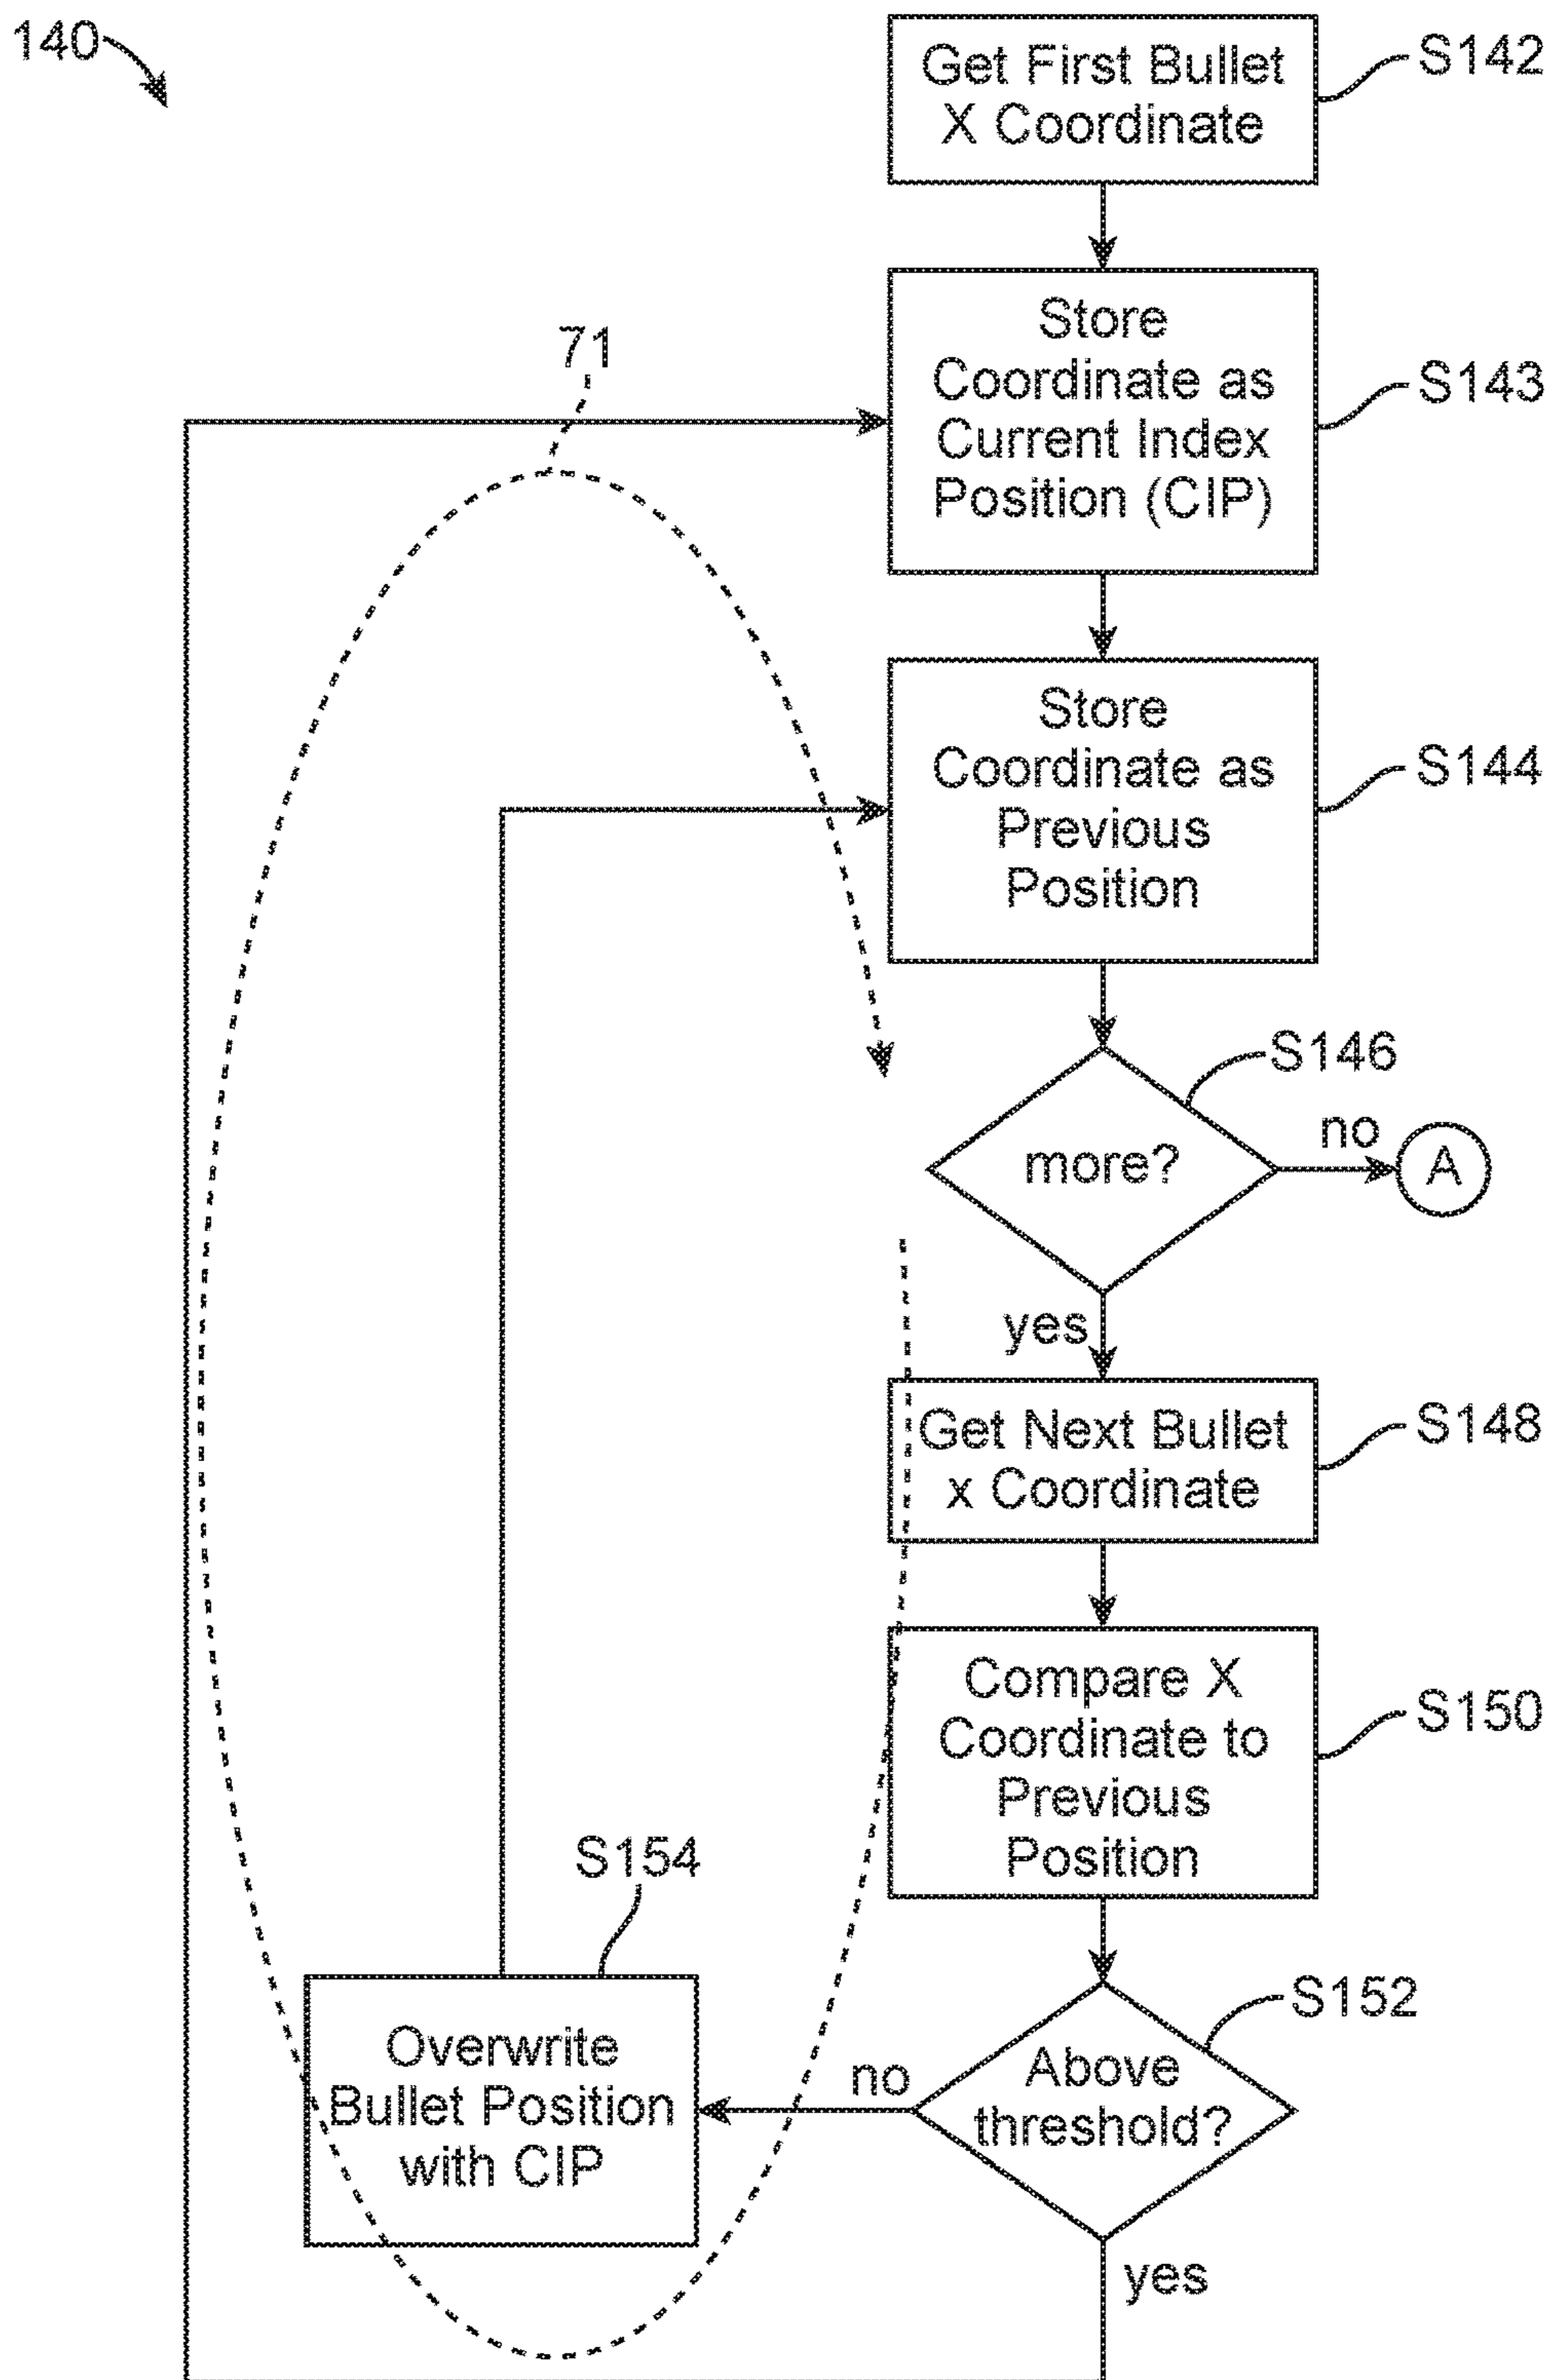 140
Get First Bullet
X Coordinate
S142
71
Store
Coordinate as
Current Index
Position (CIP)
S143
Store
Coordinate as
Previous
Position
S144
S146
more?
no
A
yes
Get Next Bullet
x Coordinate
S148
Compare X
Coordinate to
Previous
Position
S150
S154
Overwrite
Bullet Position
with CIP
S152
no
Above
threshold?
yes